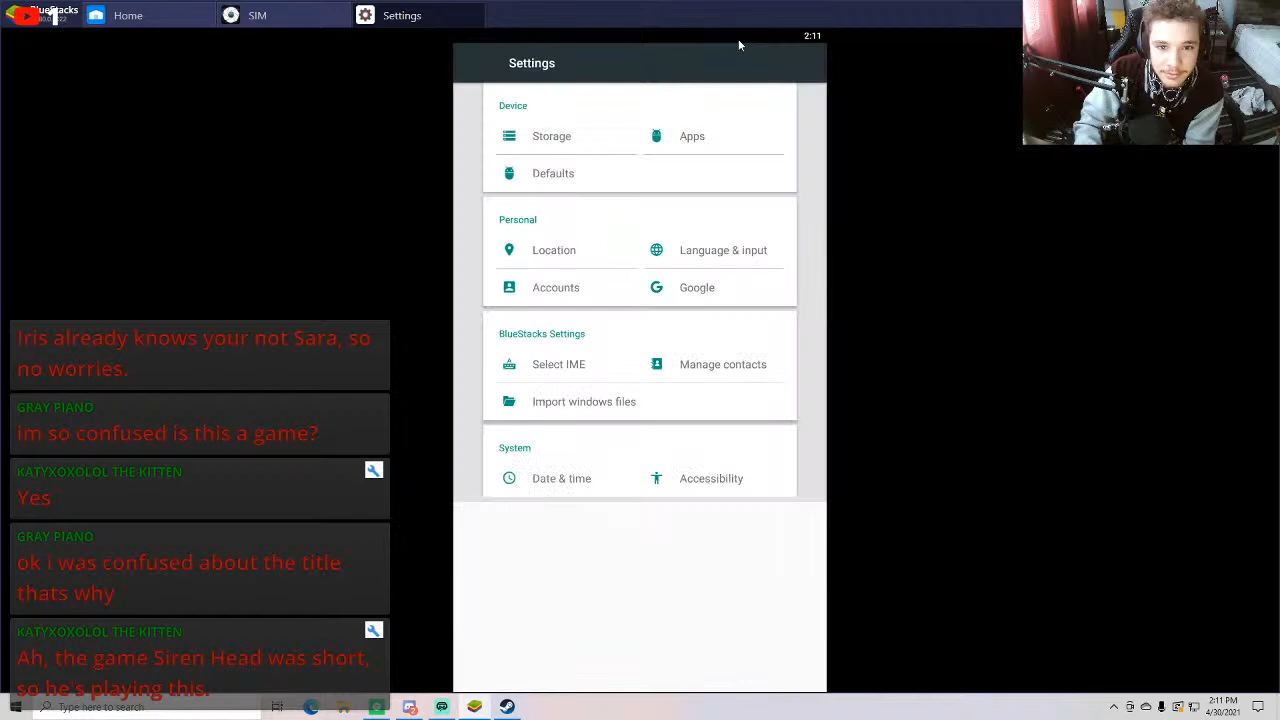 BlueStacks
1
Home
SIM
Settings
2:11
Settings
Device
Storage
Apps
Defaults
Personal
Location
Language & input
Accounts
Google
BlueStacks Settings
Select IME
Manage contacts
Import windows files
System
Date & time
Accessibility
Iris already knows your not Sara, so
no worries.
GRAY PIANO
im so confused is this a game?
KATYXOXOLOL THE KITTEN
Yes
GRAY PIANO
ok i was confused about the title
thats why
KATYXOXOLOL THE KITTEN
Ah, the game Siren Head was short,
so he's playing this.
Type here to search
2:11 PM
4/30/2021